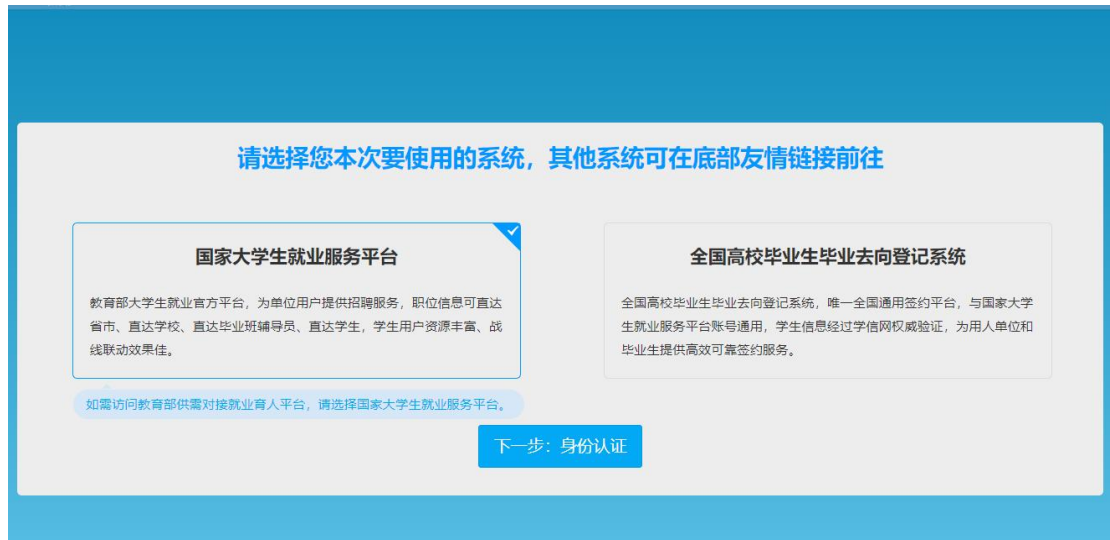 请选择您本次要使用的系统，其他系统可在底部友情链接前往
国家大学生就业服务平台
教育部大学生就业官方平台，为单位用户提供招聘服务，职位信息可直达
省市、直达学校、直达毕业班辅导员、直达学生，学生用户资源丰富、战
线联动效果佳。
全国高校毕业生毕业去向登记系统
全国高校毕业生毕业去向登记系统，唯一全国通用签约平台，与国家大学
生就业服务平台账号通用，学生信息经过学信网权威验证，为用人单位和
毕业生提供高效可靠签约服务。
如需访问教育部供需对接就业育人平台，请选择国家大学生就业服务平台。
下一步：身份认证